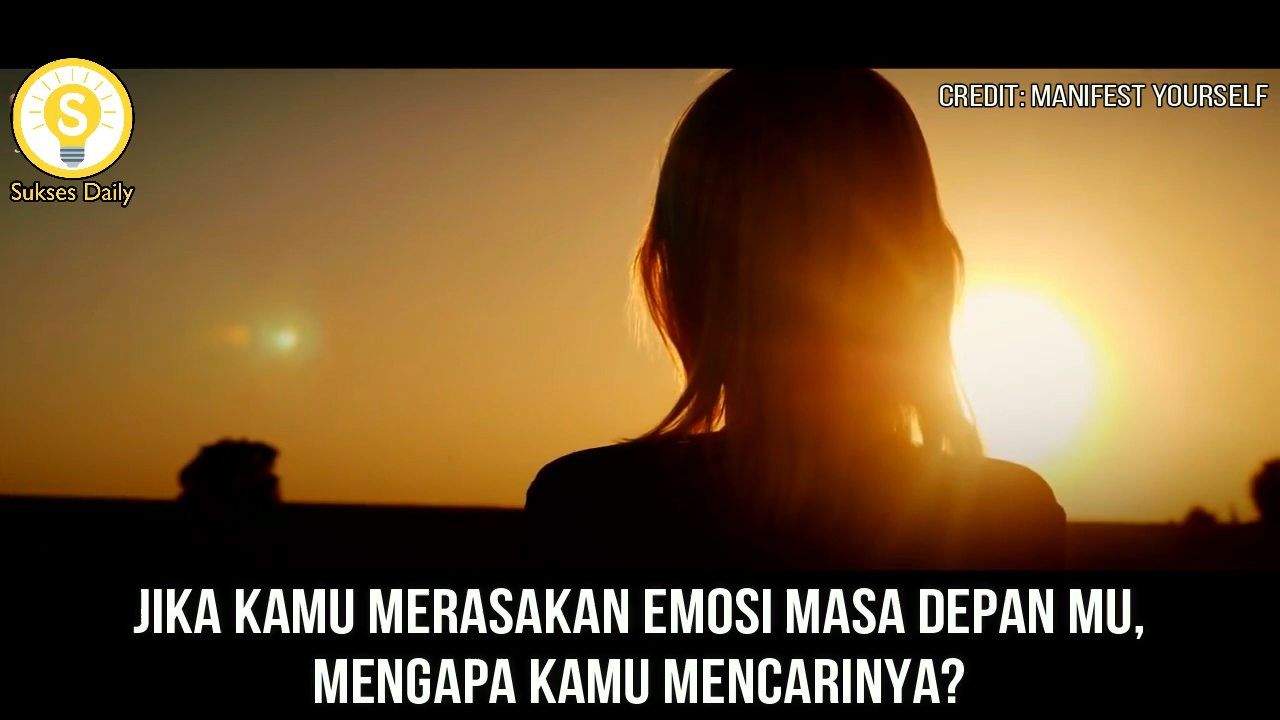 S
Sukses Daily
CREDIT: MANIFEST YOURSELF
JIKA KAMU MERASAKAN EMOSI MASA DEPAN MU,
MENGAPA KAMU MENCARINYA?